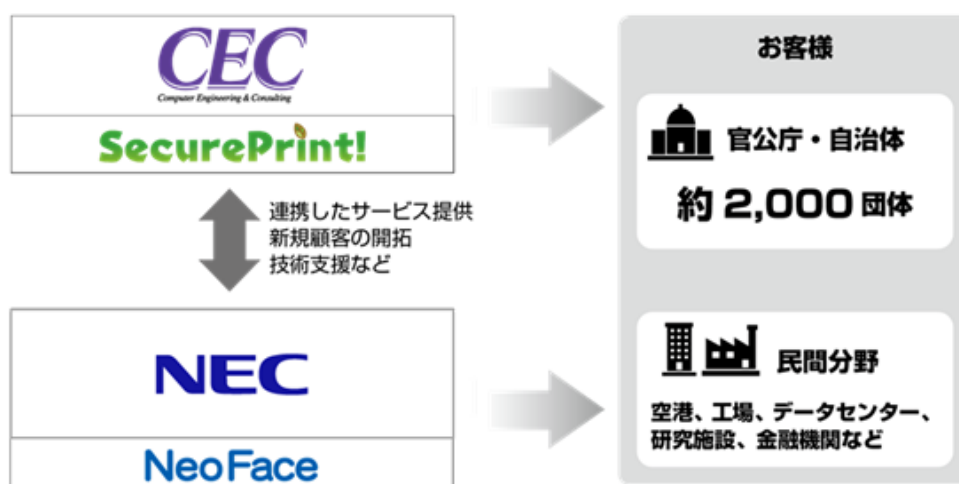 CEC
Computer Engineering & Consulting
SecurePrint!
連携したサービス提供
新規顧客の開拓
技術支援など
NEC
NeoFace
お客様
官公庁・自治体
約 2,000 団体
民間分野
空港、工場、データセンター、
研究施設、金融機関など